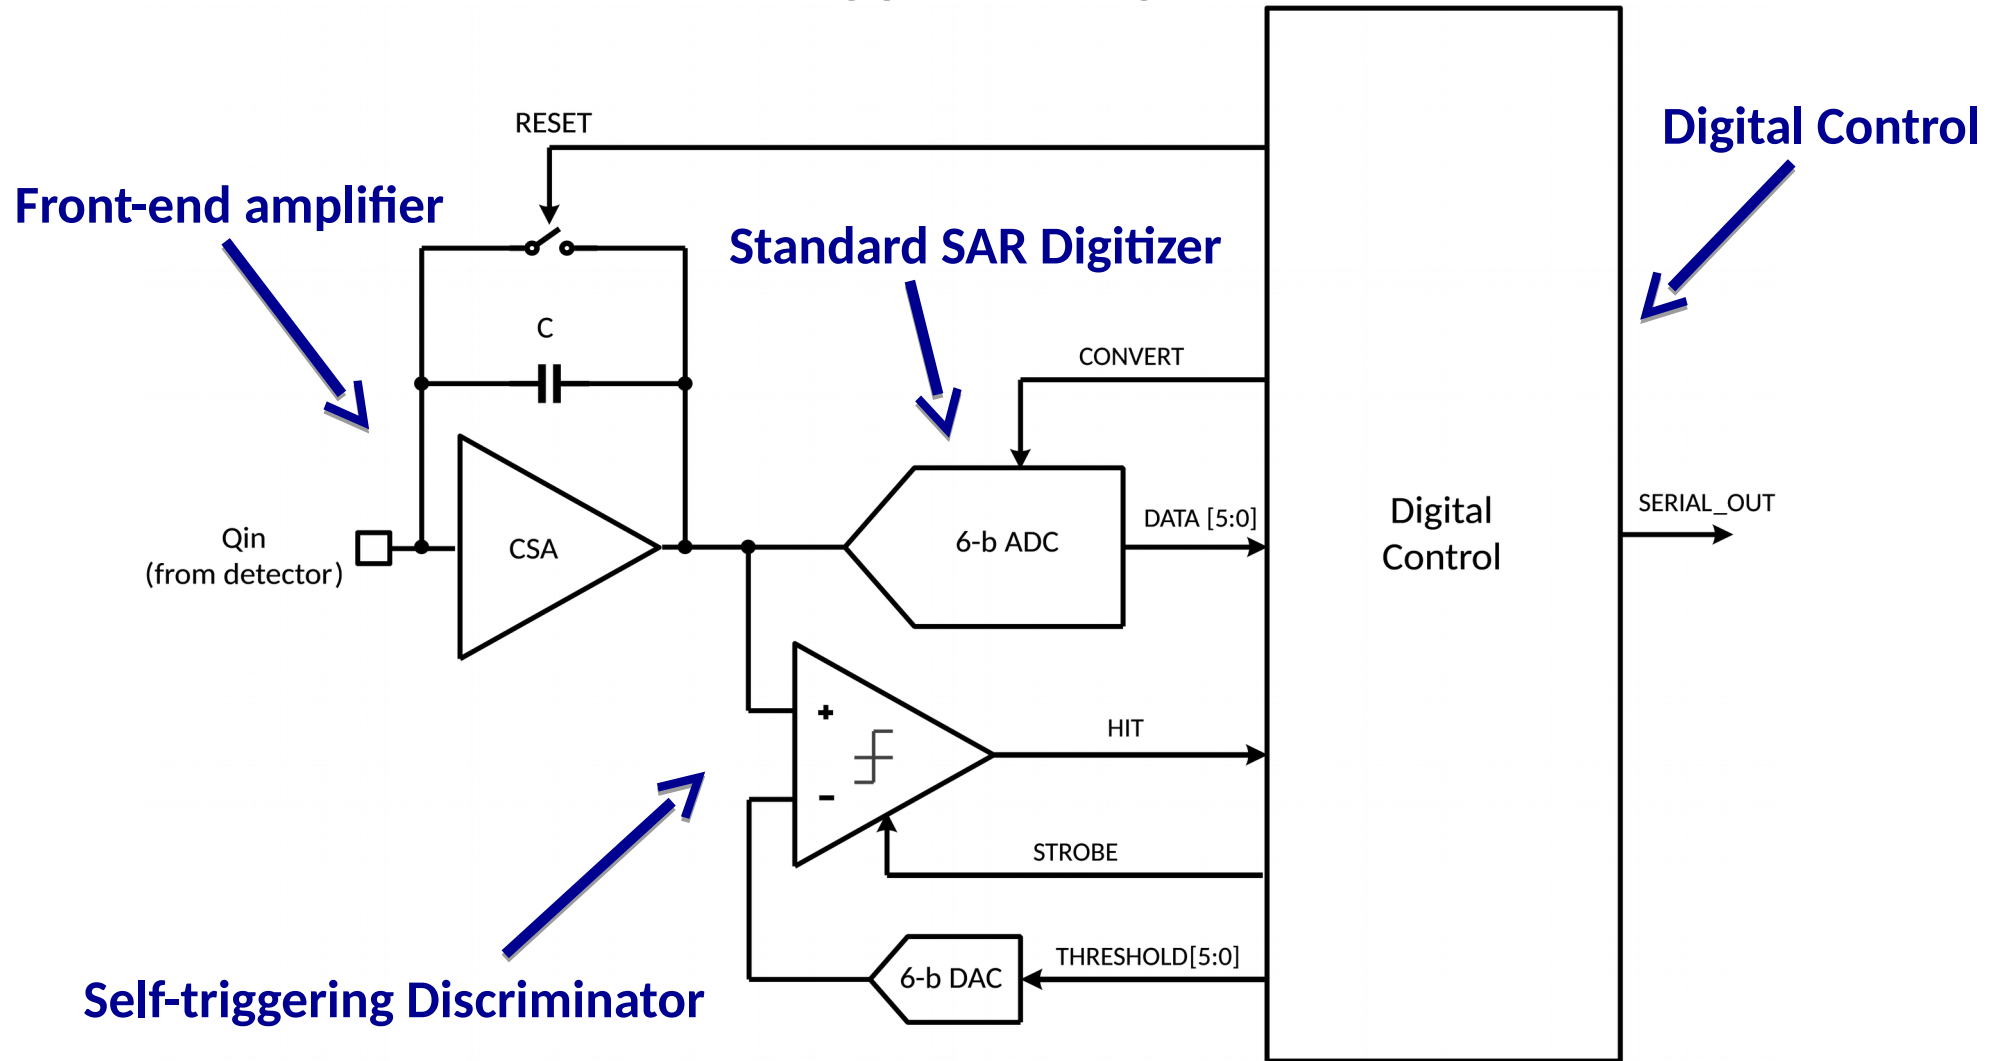 RESET
Digital Control
Front-end amplifier
Standard SAR Digitizer
C
CONVERT
Qin
(from detector)
CSA
6-b ADC
DATA [5:0]
Digital
Control
SERIAL_OUT
+
HIT
−
STROBE
6-b DAC
THRESHOLD[5:0]
Self-triggering Discriminator